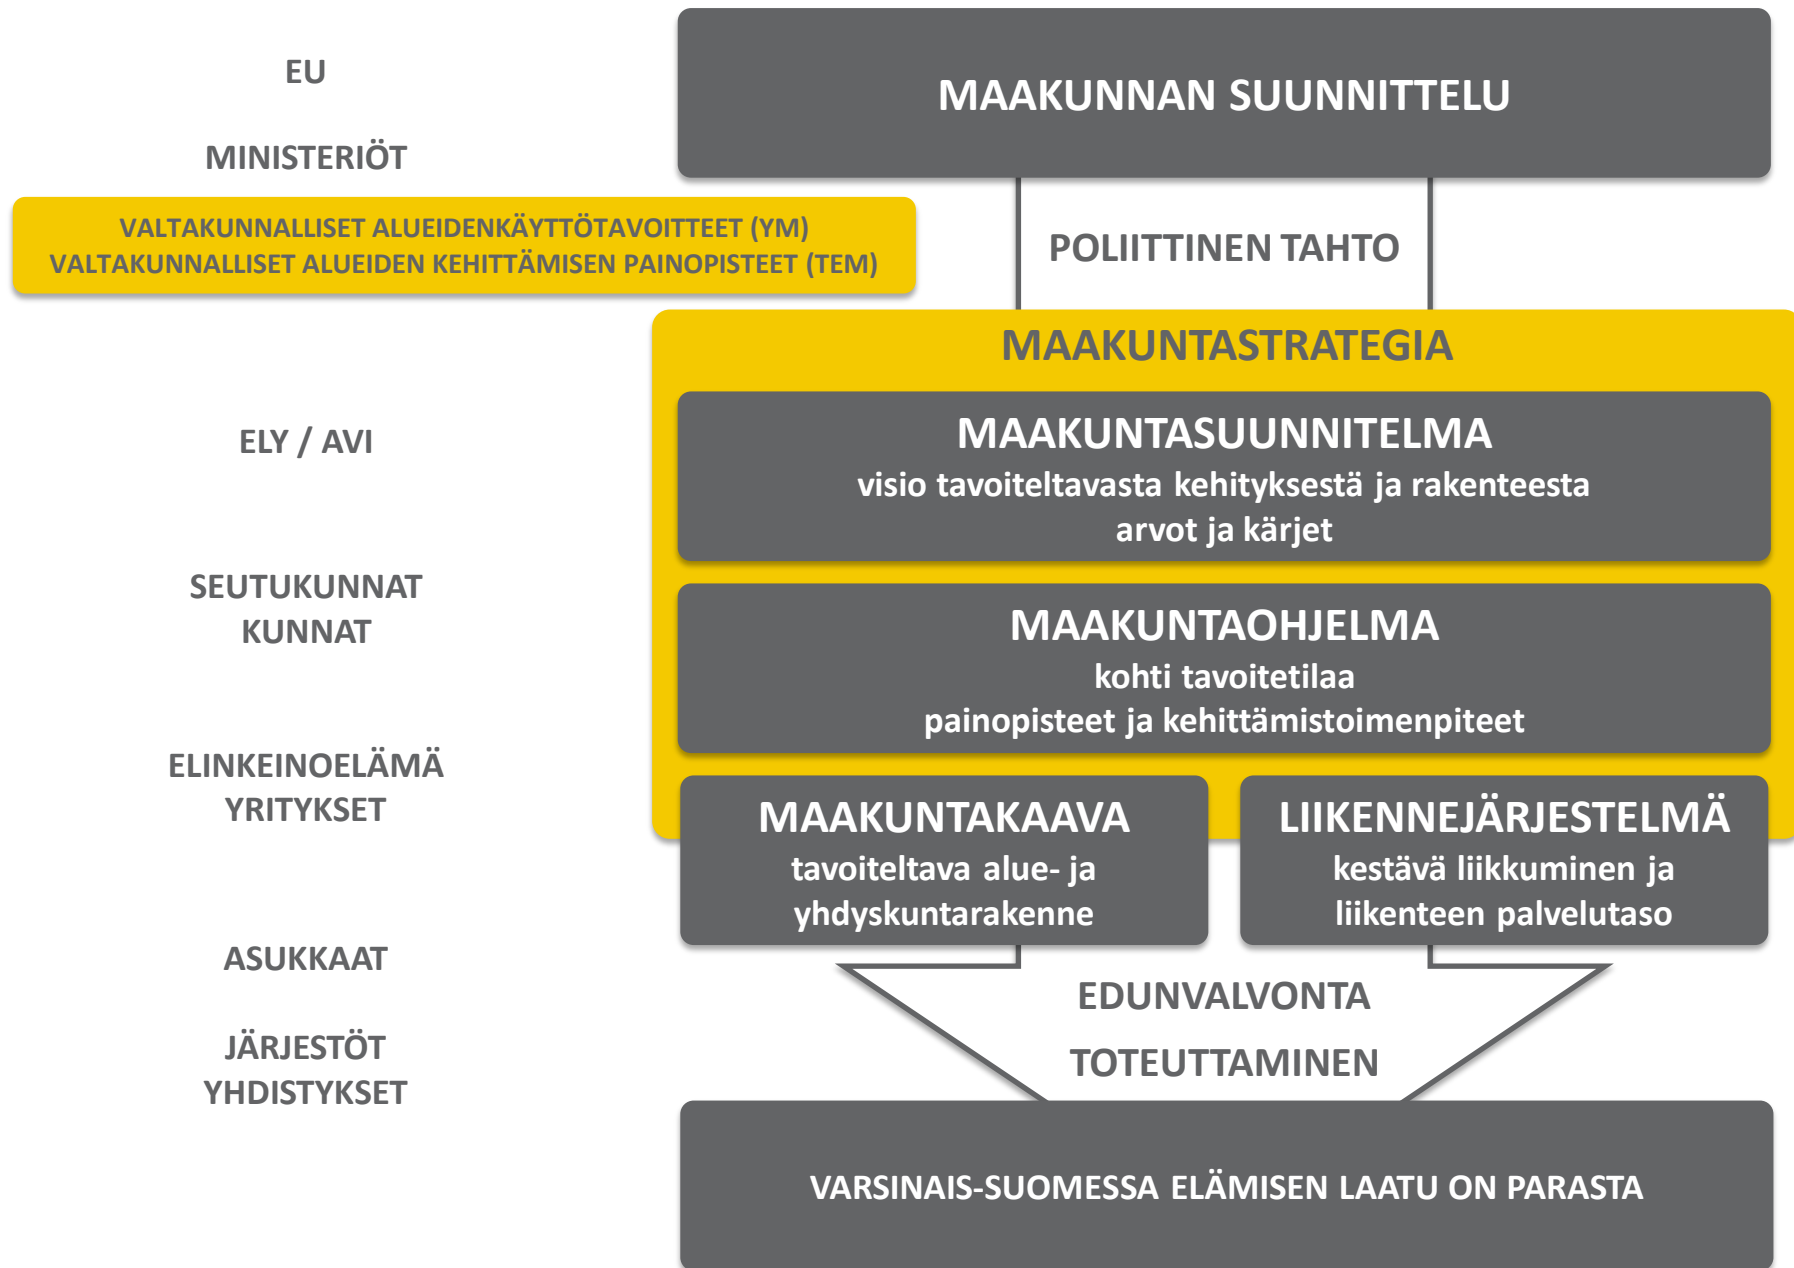 EU
MINISTERIÖT
VALTAKUNNALLISET ALUEIDENKÄYTTÖTAVOITTEET (YM)
VALTAKUNNALLISET ALUEIDEN KEHITTÄMISEN PAINOPISTEET (TEM)
ELY / AVI
SEUTUKUNNAT
KUNNAT
ELINKEINOELÄMÄ
YRITYKSET
ASUKKAAT
JÄRJESTÖT
YHDISTYKSET
MAAKUNNAN SUUNNITTELU
POLIITTINEN TAHTO
MAAKUNTASTRATEGIA
MAAKUNTASUUNNITELMA
visio tavoiteltavasta kehityksestä ja rakenteesta
arvot ja kärjet
MAAKUNTAOHJELMA
kohti tavoitetilaa
painopisteet ja kehittämistoimenpiteet
MAAKUNTAKAAVA
tavoiteltava alue- ja
yhdyskuntarakenne
LIIKENNEJÄRJESTELMÄ
kestävä liikkuminen ja
liikenteen palvelutaso
EDUNVALVONTA
TOTEUTTAMINEN
VARSINAIS-SUOMESSA ELÄMISEN LAATU ON PARASTA